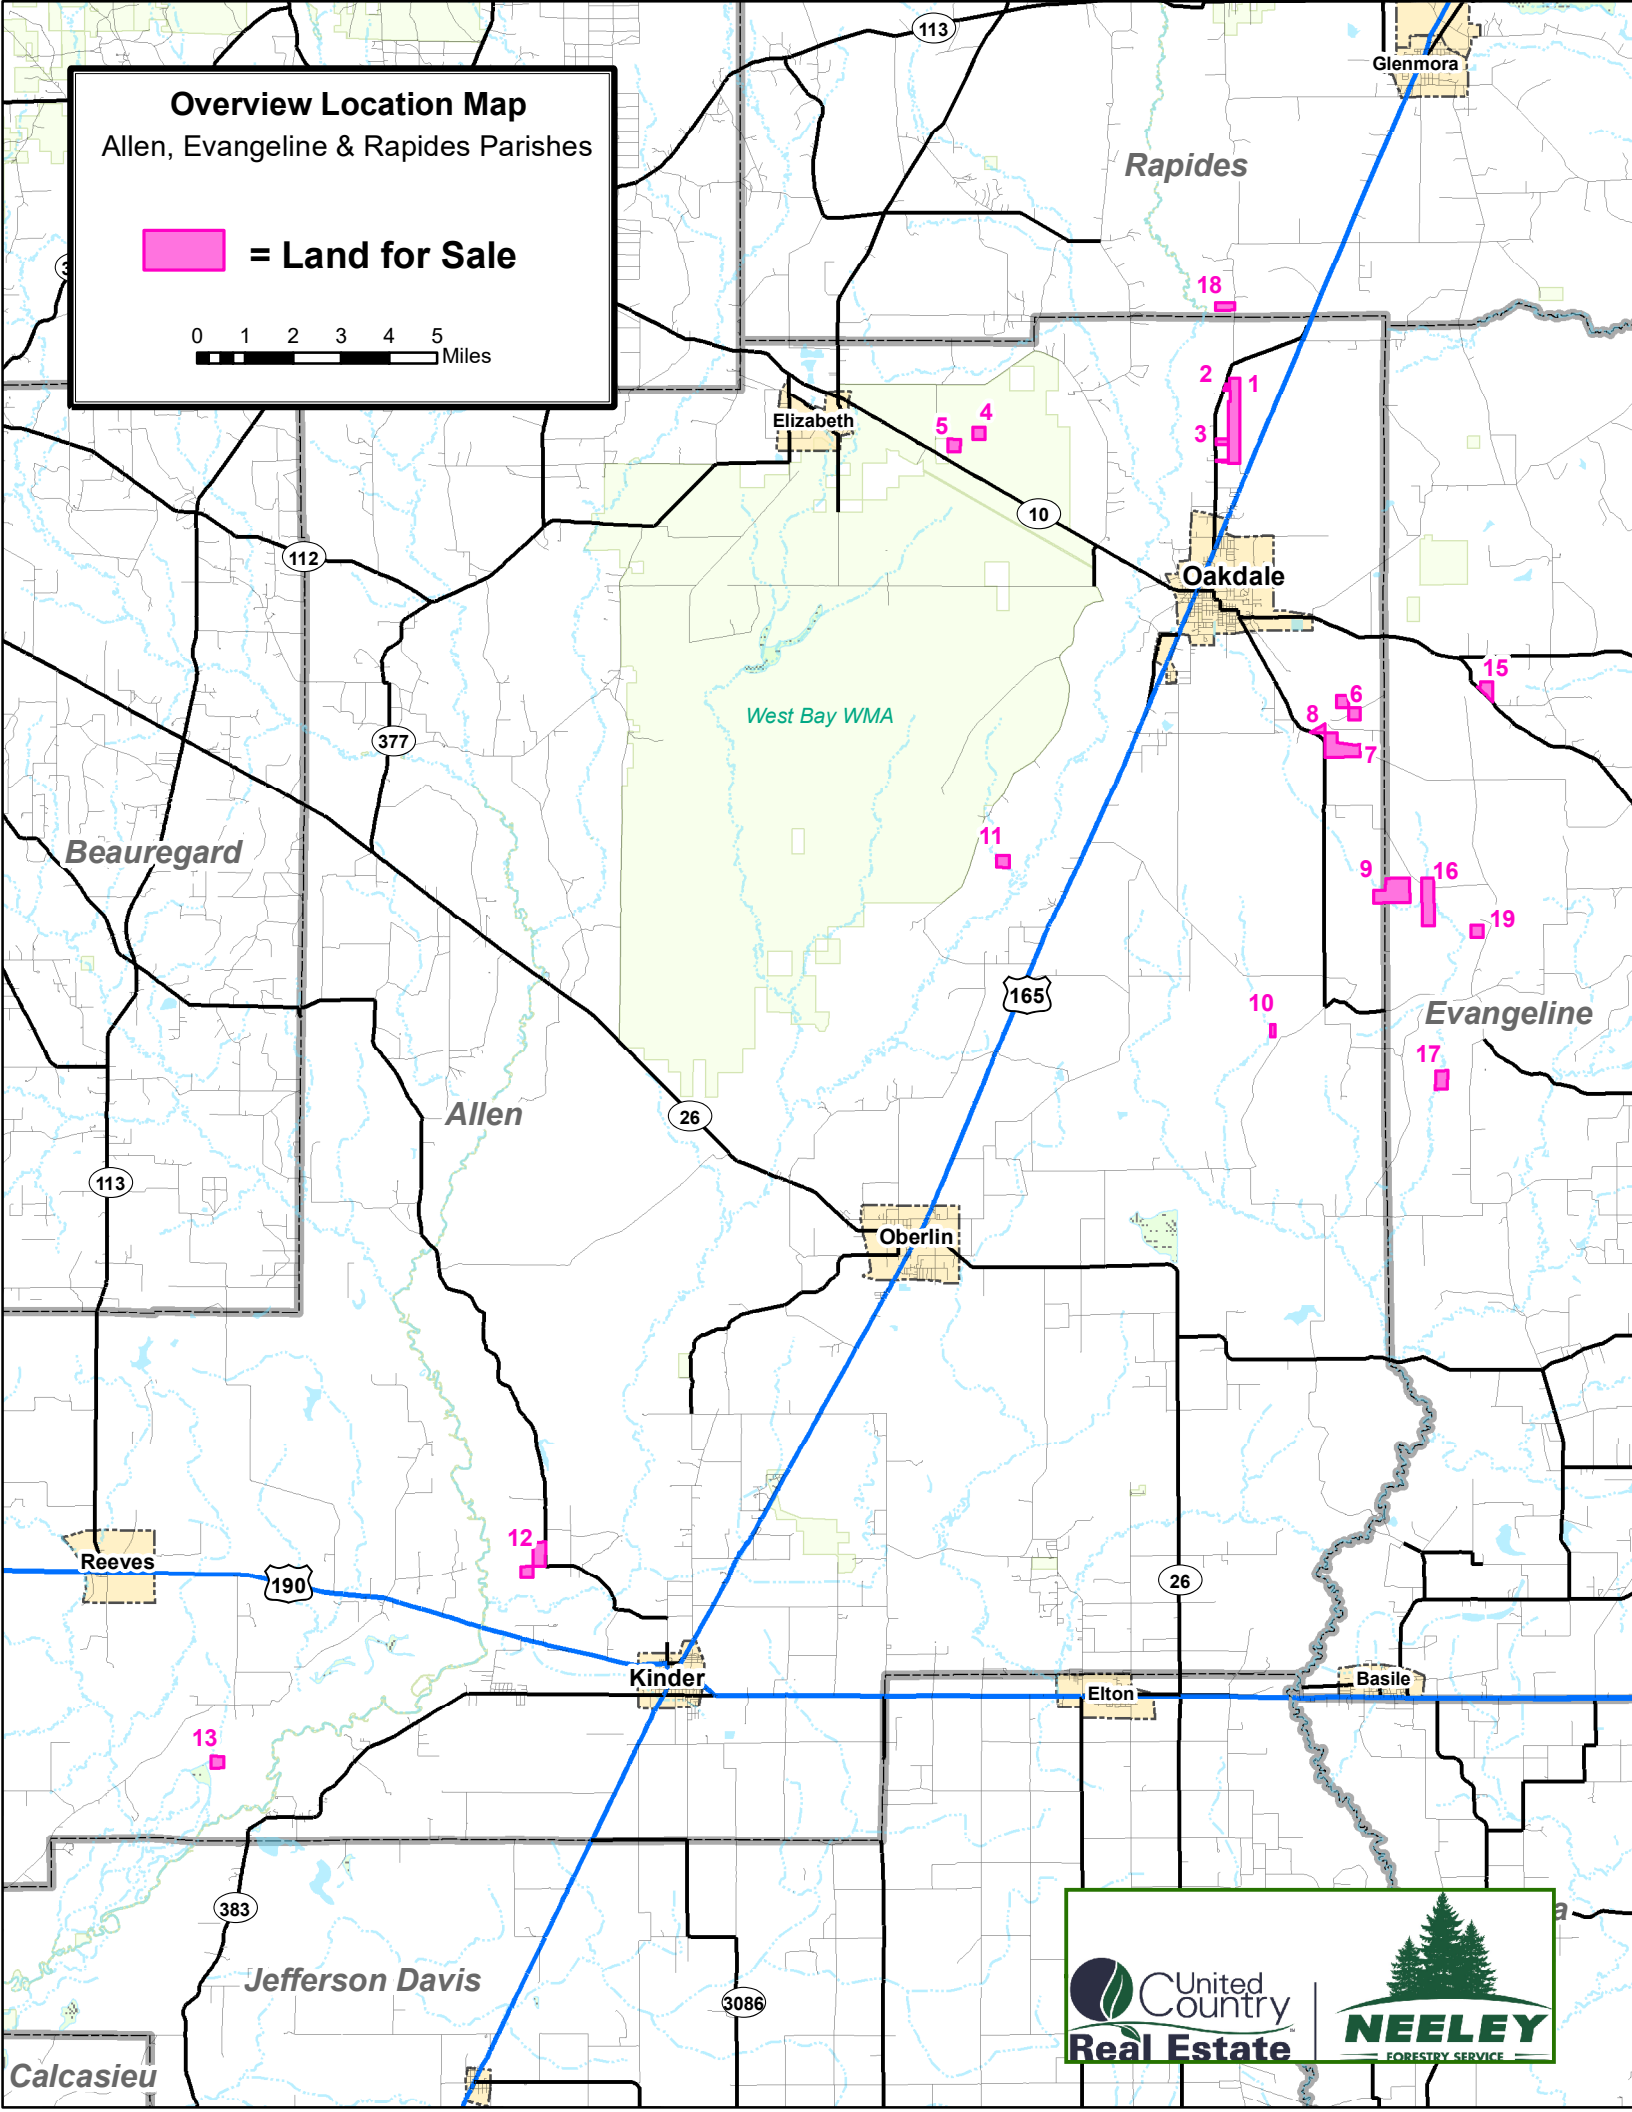 113
Glenmora
Overview Location Map
Allen, Evangeline & Rapides Parishes
= Land for Sale
0 1 2 3 4 5
Miles
Rapides
18
2 1
3
Elizabeth
5 4
10
112
Oakdale
15
6
8
7
West Bay WMA
377
11
Beauregard
9 16
19
165
10
Evangeline
17
Allen
26
113
Oberlin
12
Reeves
190
26
Kinder
Elton
Basile
13
383
Jefferson Davis
3086
Calcasieu
United
Country
Real Estate
NEELEY
FORESTRY SERVICE